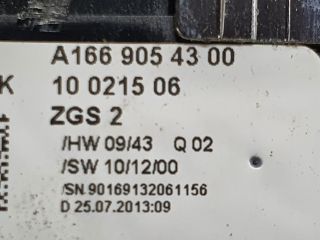 A166 905 43 00
K 10 0215 06
ZGS 2
/HW 09/43 Q 02
/SW 10/12/00
/SN 90169132061156
D 25.07.2013:09